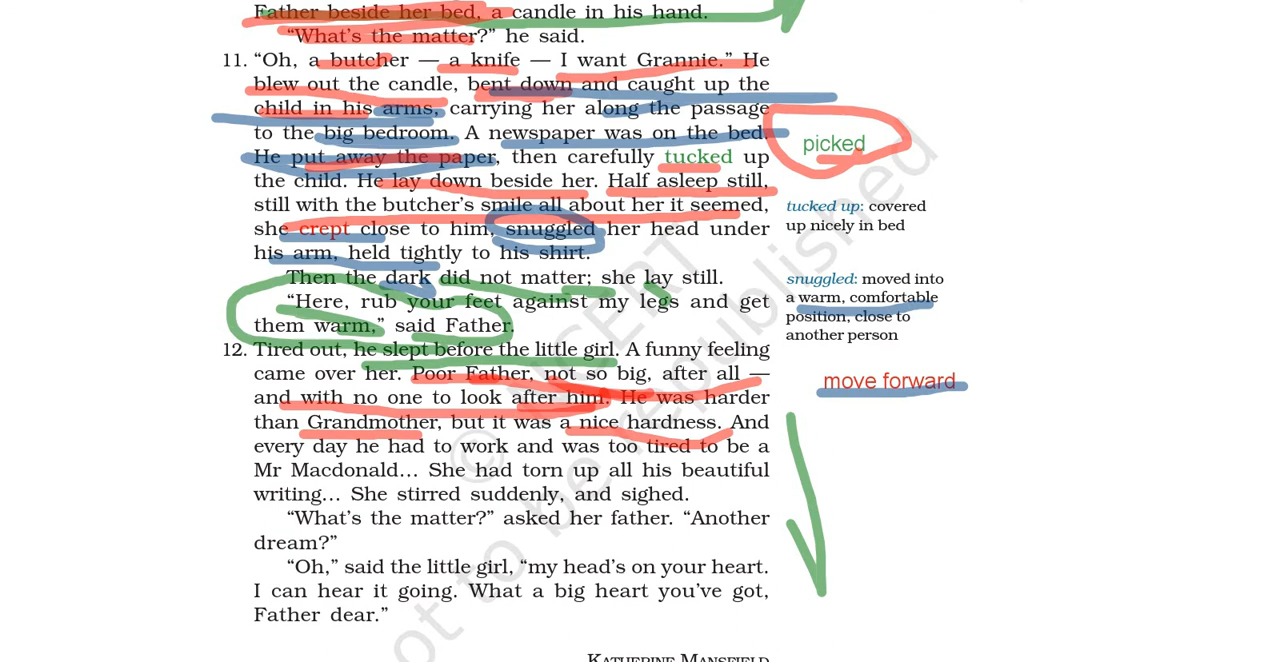 Father beside her bed, a candle in his hand.
“What’s the matter?” he said.
11. “Oh, a butcher — a knife — I want Grannie.” He
blew out the candle, bent down and caught up the
child in his arms, carrying her along the passage
to the big bedroom. A newspaper was on the bed.
He put away the paper, then carefully tucked up
the child. He lay down beside her. Half asleep still,
still with the butcher’s smile all about her it seemed,
she crept close to him, snuggled her head under
his arm, held tightly to his shirt.
Then the dark did not matter; she lay still.
“Here, rub your feet against my legs and get
them warm,” said Father.
12. Tired out, he slept before the little girl. A funny feeling
came over her. Poor Father, not so big, after all —
and with no one to look after him. He was harder
than Grandmother, but it was a nice hardness. And
every day he had to work and was too tired to be a
Mr Macdonald... She had torn up all his beautiful
writing... She stirred suddenly, and sighed.
“What’s the matter?” asked her father. “Another
dream?”
“Oh,” said the little girl, “my head’s on your heart.
I can hear it going. What a big heart you’ve got,
Father dear.”
KATHERINE MANSFIELD
picked
tucked up: covered
up nicely in bed
snuggled: moved into
a warm, comfortable
position, close to
another person
move forward
© NCERT
not to be republished